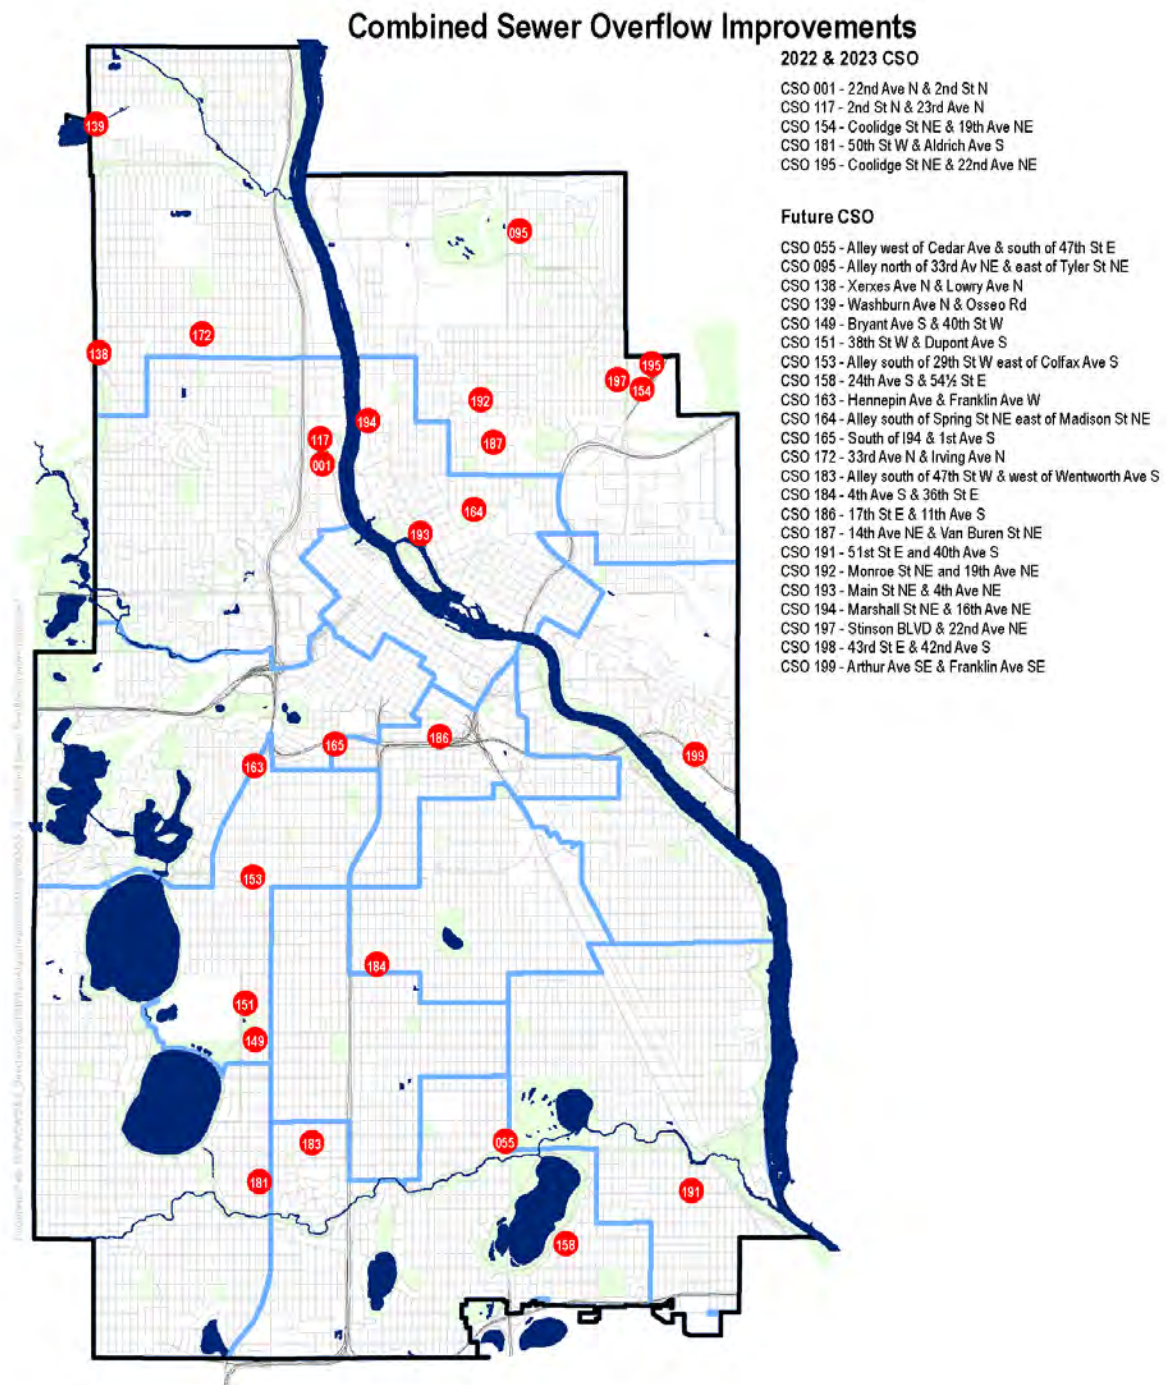 Combined Sewer Overflow Improvements
2022 & 2023 CSO
CSO 001 - 22nd Ave N & 2nd St N
CSO 117 - 2nd St N & 23rd Ave N
CSO 154 - Coolidge St NE & 19th Ave NE
CSO 181 - 50th St W & Aldrich Ave S
CSO 195 - Coolidge St NE & 22nd Ave NE
Future CSO
CSO 055 - Alley west of Cedar Ave & south of 47th St E
CSO 095 - Alley north of 33rd Av NE & east of Tyler St NE
CSO 138 - Xerxes Ave N & Lowry Ave N
CSO 139 - Washburn Ave N & Osseo Rd
CSO 149 - Bryant Ave S & 40th St W
CSO 151 - 38th St W & Dupont Ave S
CSO 153 - Alley south of 29th St W east of Colfax Ave S
CSO 158 - 24th Ave S & 54½ St E
CSO 163 - Hennepin Ave & Franklin Ave W
CSO 164 - Alley south of Spring St NE east of Madison St NE
CSO 165 - South of I94 & 1st Ave S
CSO 172 - 33rd Ave N & Irving Ave N
CSO 183 - Alley south of 47th St W & west of Wentworth Ave S
CSO 184 - 4th Ave S & 36th St E
CSO 186 - 17th St E & 11th Ave S
CSO 187 - 14th Ave NE & Van Buren St NE
CSO 191 - 51st St E and 40th Ave S
CSO 192 - Monroe St NE and 19th Ave NE
CSO 193 - Main St NE & 4th Ave NE
CSO 194 - Marshall St NE & 16th Ave NE
CSO 197 - Stinson BLVD & 22nd Ave NE
CSO 198 - 43rd St E & 42nd Ave S
CSO 199 - Arthur Ave SE & Franklin Ave SE
139
095
172
138
195
197
154
192
194
117
187
001
164
193
186
165
199
163
153
184
151
149
055
183
181
191
158